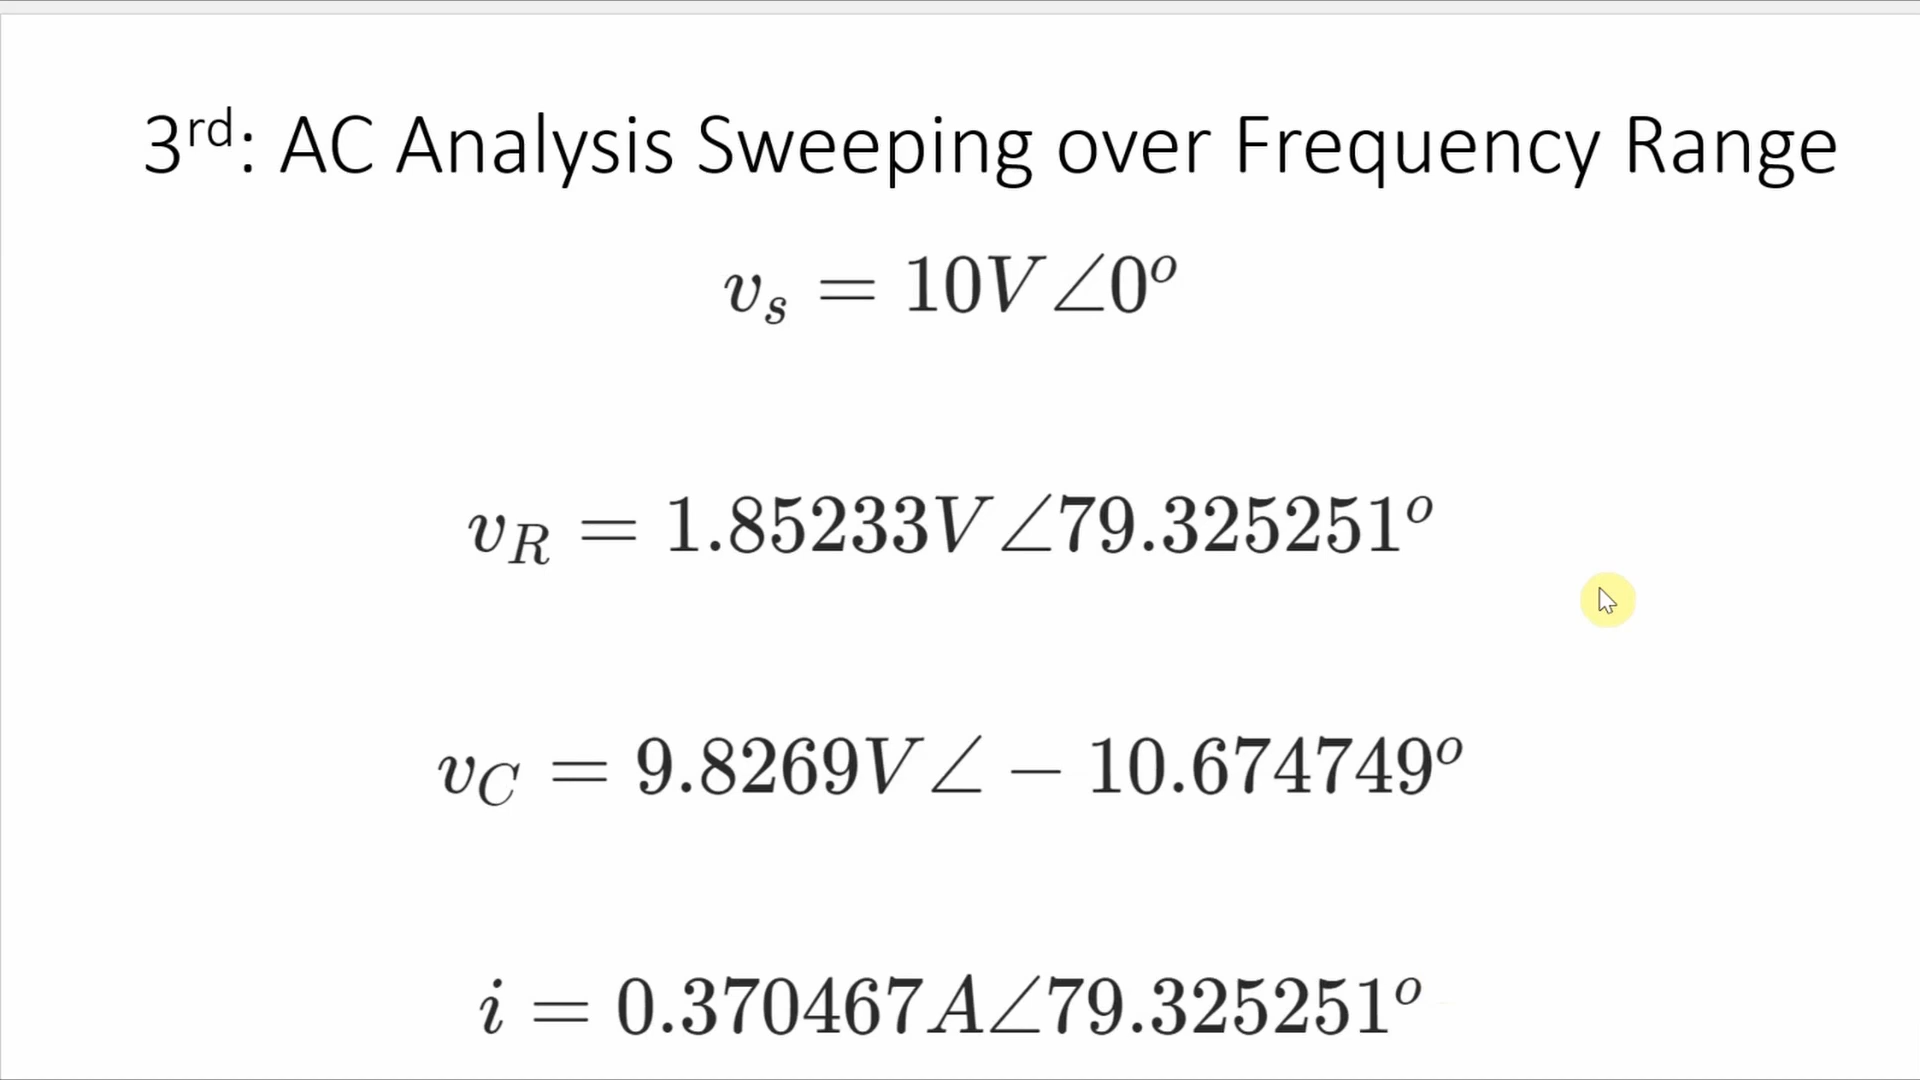 3rd: AC Analysis Sweeping over Frequency Range
v_s = 10V∠0^o
v_R = 1.85233V∠79.325251^o
v_C = 9.8269V∠ − 10.674749^o
i = 0.370467A∠79.325251^o